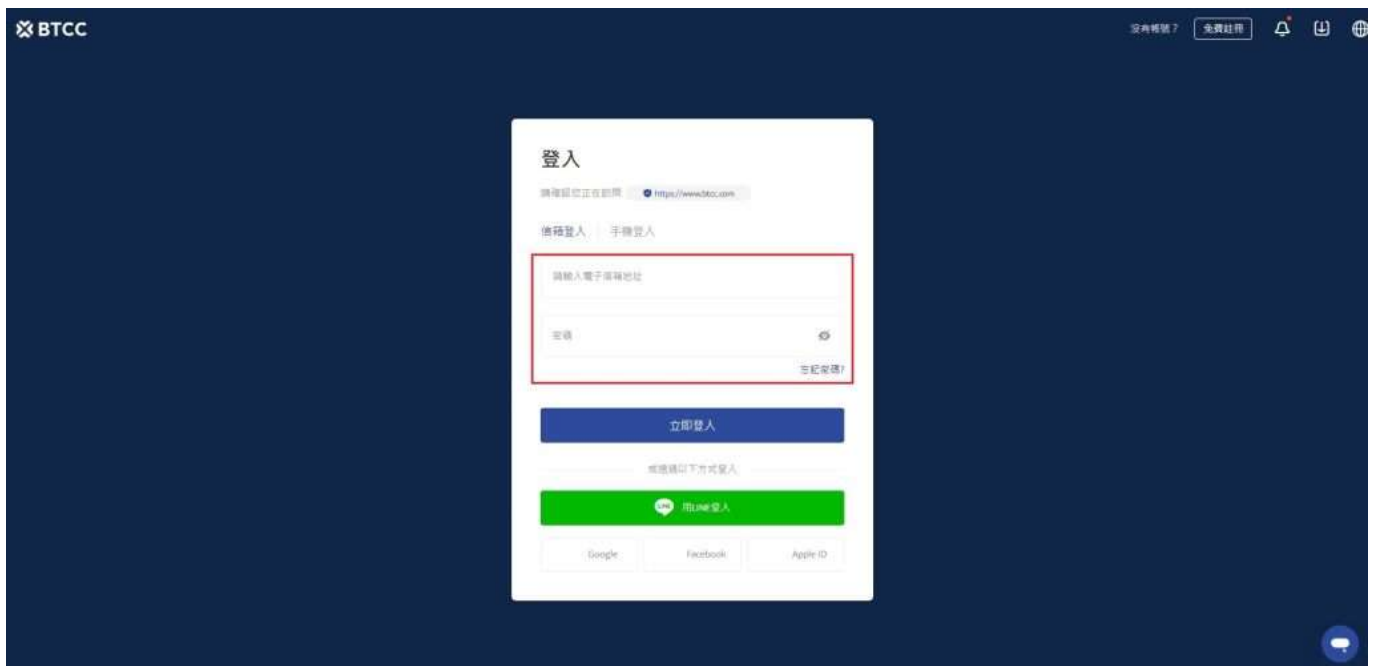 BTCC
沒有帳號？ 免費註冊
登入
請確認您正在訪問 https://www.btcc.com
信箱登入 手機登入
請輸入電子信箱地址
密碼
忘記密碼?
立即登入
或透過以下方式登入
LINE 用LINE登入
Google Facebook Apple ID